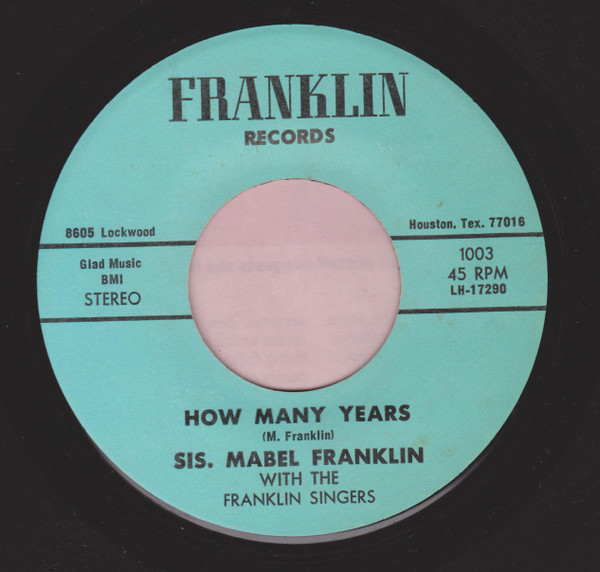 FRANKLIN
RECORDS
8605 Lockwood
Houston, Tex. 77016
Glad Music
BMI
STEREO
1003
45 RPM
LH-17290
HOW MANY YEARS
(M. Franklin)
SIS. MABEL FRANKLIN
WITH THE
FRANKLIN SINGERS